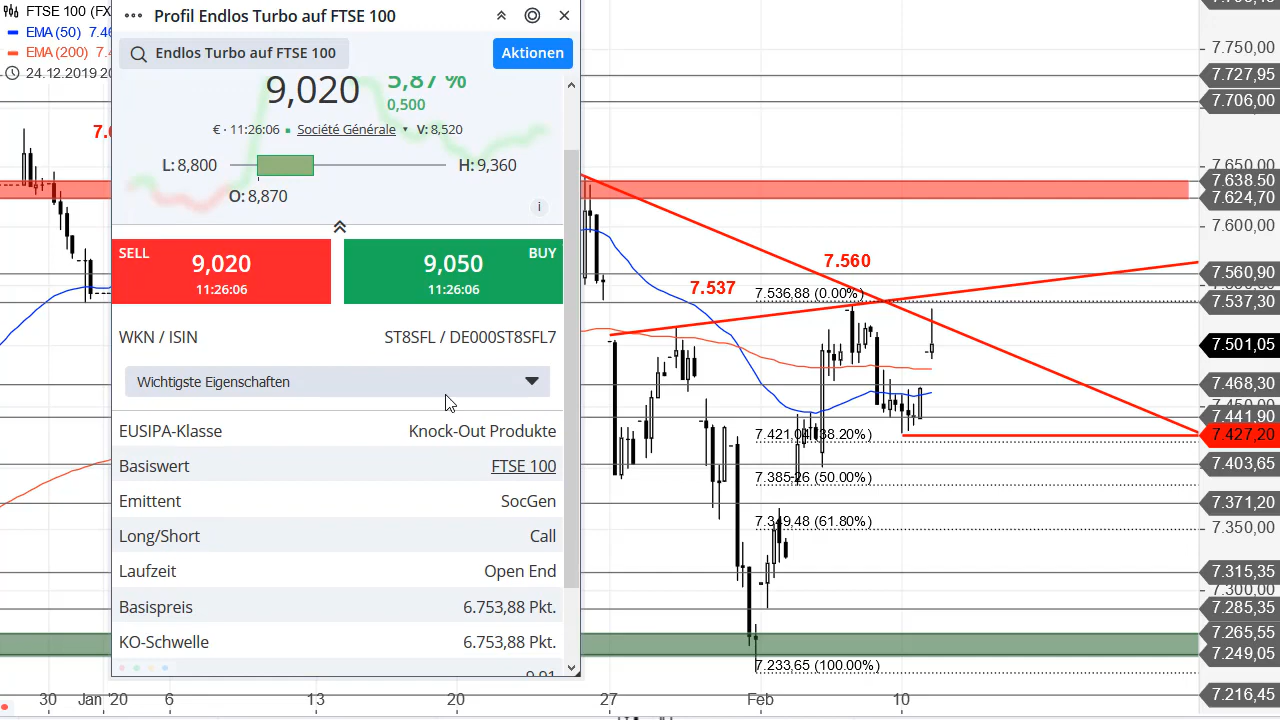 FTSE 100 (FX
EMA (50) 7.46
EMA (200) 7.4
24.12.2019 20
Profil Endlos Turbo auf FTSE 100
Endlos Turbo auf FTSE 100
Aktionen
9,020
5,87 %
0,500
€ · 11:26:06 Société Générale V: 8,520
L: 8,800 H: 9,360
O: 8,870
SELL 9,020
11:26:06
BUY 9,050
11:26:06
WKN / ISIN ST8SFL / DE000ST8SFL7
Wichtigste Eigenschaften
EUSIPA-Klasse Knock-Out Produkte
Basiswert FTSE 100
Emittent SocGen
Long/Short Call
Laufzeit Open End
Basispreis 6.753,88 Pkt.
KO-Schwelle 6.753,88 Pkt.
7.537
7.560
7.536,88 (0.00%)
7.421,04 (38.20%)
7.385,26 (50.00%)
7.349,48 (61.80%)
7.233,65 (100.00%)
7.750,00
7.727,95
7.706,00
7.650,00
7.638,50
7.624,70
7.600,00
7.560,90
7.537,30
7.501,05
7.468,30
7.441,90
7.427,20
7.403,65
7.371,20
7.350,00
7.315,35
7.300,00
7.285,35
7.265,55
7.249,05
7.216,45
30 Jan '20 6 13 20 27 Feb 10